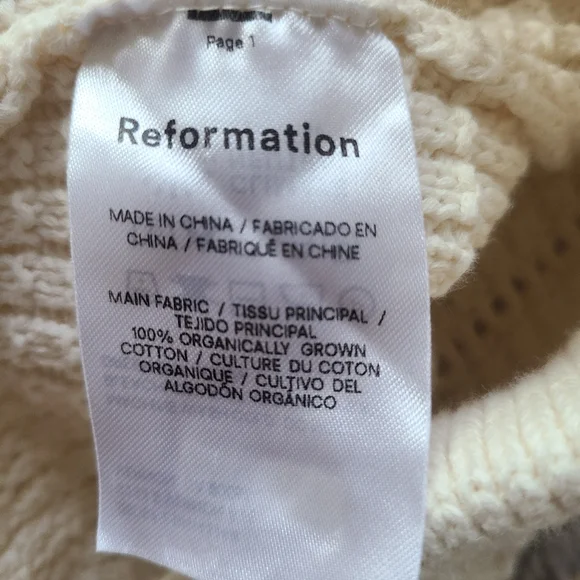 Page 1
Reformation
MADE IN CHINA / FABRICADO EN
CHINA / FABRIQUÉ EN CHINE
MAIN FABRIC / TISSU PRINCIPAL /
TEJIDO PRINCIPAL
100% ORGANICALLY GROWN
COTTON / CULTURE DU COTON
ORGANIQUE / CULTIVO DEL
ALGODÓN ORGÁNICO